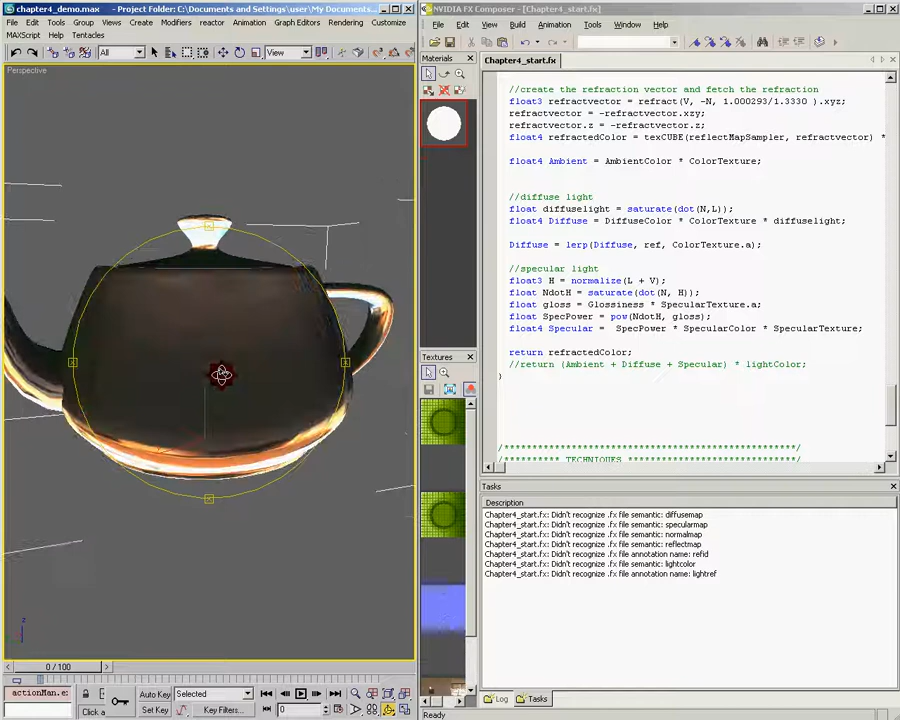 chapter4_demo.max - Project Folder: C:\Documents and Settings\user\My Documents..
File Edit Tools Group Views Create Modifiers reactor Animation Graph Editors Rendering Customize
MAXScript Help Tentacles
All
View
Perspective
z
0 / 100
actionMan.e:
Click a
Auto Key
Selected
Set Key
Key Filters...
0
NVIDIA FX Composer - [Chapter4_start.fx]
File Edit View Build Animation Tools Window Help
Materials
Textures
Chapter4_start.fx
//create the refraction vector and fetch the refraction
float3 refractvector = refract(V, -N, 1.000293/1.3330 ).xyz;
refractvector = -refractvector.xzy;
refractvector.z = -refractvector.z;
float4 refractedColor = texCUBE(reflectMapSampler, refractvector) *
float4 Ambient = AmbientColor * ColorTexture;
//diffuse light
float diffuselight = saturate(dot(N,L));
float4 Diffuse = DiffuseColor * ColorTexture * diffuselight;
Diffuse = lerp(Diffuse, ref, ColorTexture.a);
//specular light
float3 H = normalize(L + V);
float NdotH = saturate(dot(N, H));
float gloss = Glossiness * SpecularTexture.a;
float SpecPower = pow(NdotH, gloss);
float4 Specular =  SpecPower * SpecularColor * SpecularTexture;
return refractedColor;
//return (Ambient + Diffuse + Specular) * lightColor;
}
/*****************************************************/
/********** TECHNIQUES ******************************/
Tasks
Description
Chapter4_start.fx: Didn't recognize .fx file semantic: diffusemap
Chapter4_start.fx: Didn't recognize .fx file semantic: specularmap
Chapter4_start.fx: Didn't recognize .fx file semantic: normalmap
Chapter4_start.fx: Didn't recognize .fx file semantic: reflectmap
Chapter4_start.fx: Didn't recognize .fx file annotation name: refid
Chapter4_start.fx: Didn't recognize .fx file semantic: lightcolor
Chapter4_start.fx: Didn't recognize .fx file annotation name: lightref
Log
Tasks
Ready